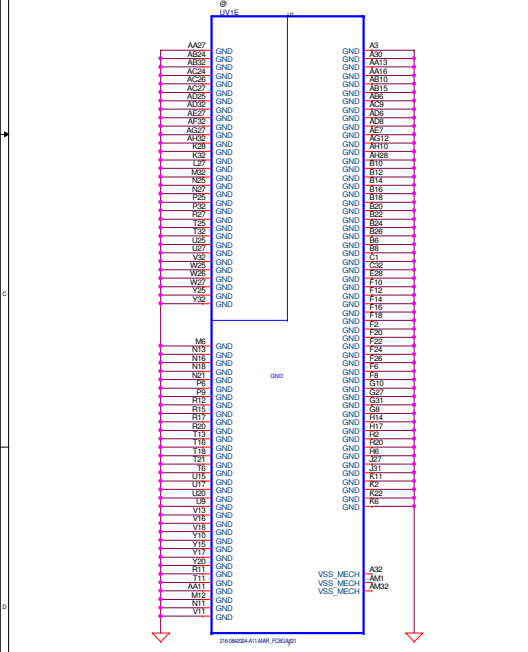 @
UV1E
AA27 GND GND A3
AB24 GND GND A30
AB32 GND GND AA13
AC24 GND GND AA16
AC26 GND GND AB10
AC27 GND GND AB15
AD25 GND GND AB6
AD32 GND GND AC9
AE27 GND GND AD6
AF32 GND GND AD8
AG27 GND GND AE7
AH32 GND GND AG12
K28 GND GND AH10
K32 GND GND AH28
L27 GND GND B10
M32 GND GND B12
N25 GND GND B14
N27 GND GND B16
P25 GND GND B18
P32 GND GND B20
R27 GND GND B22
T25 GND GND B24
T32 GND GND B26
U25 GND GND B6
U27 GND GND B8
V32 GND GND C1
W25 GND GND C32
W26 GND GND E28
W27 GND GND F10
Y25 GND GND F12
Y32 GND GND F14
GND F16
GND F18
GND F2
GND F20
M6 GND GND F22
N13 GND GND F24
N16 GND GND F26
N18 GND GND F6
N21 GND GND GND F8
P6 GND GND G10
P9 GND GND G27
R12 GND GND G31
R15 GND GND G8
R17 GND GND H14
R20 GND GND H17
T13 GND GND H2
T16 GND GND H20
T18 GND GND H6
T21 GND GND J27
T6 GND GND J31
U15 GND GND K11
U17 GND GND K2
U20 GND GND K22
U9 GND GND K6
V13 GND
V16 GND
V18 GND
Y10 GND
Y15 GND
Y17 GND
Y20 GND
R11 GND VSS_MECH A32
T11 GND VSS_MECH AM1
AA11 GND VSS_MECH AM32
M12 GND
N11 GND
V11 GND
C
D